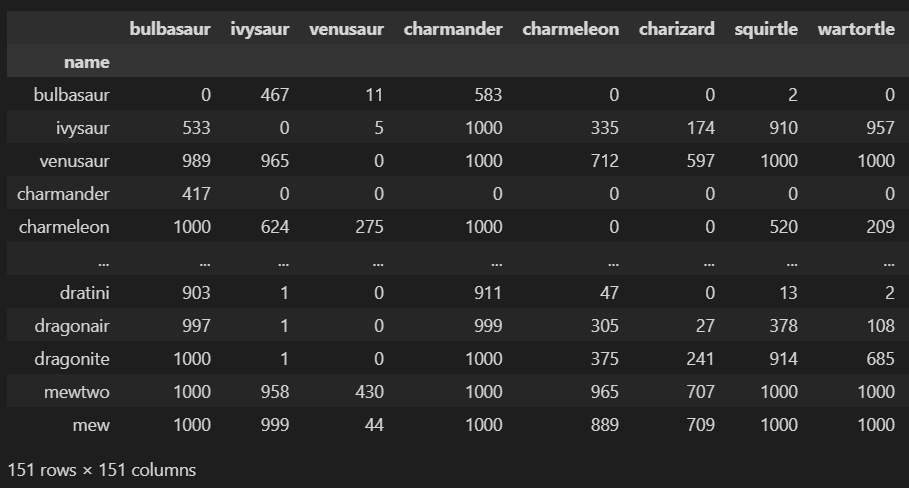 bulbasaur ivysaur venusaur charmander charmeleon charizard squirtle wartortle
name
bulbasaur 0 467 11 583 0 0 2 0
ivysaur 533 0 5 1000 335 174 910 957
venusaur 989 965 0 1000 712 597 1000 1000
charmander 417 0 0 0 0 0 0 0
charmeleon 1000 624 275 1000 0 0 520 209
... ... ... ... ... ... ... ... ...
dratini 903 1 0 911 47 0 13 2
dragonair 997 1 0 999 305 27 378 108
dragonite 1000 1 0 1000 375 241 914 685
mewtwo 1000 958 430 1000 965 707 1000 1000
mew 1000 999 44 1000 889 709 1000 1000
151 rows × 151 columns